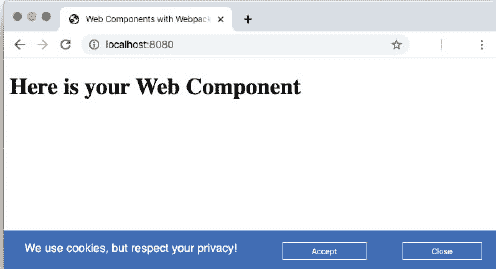 Web Components with Webpack
localhost:8080
Here is your Web Component
We use cookies, but respect your privacy!
Accept
Close